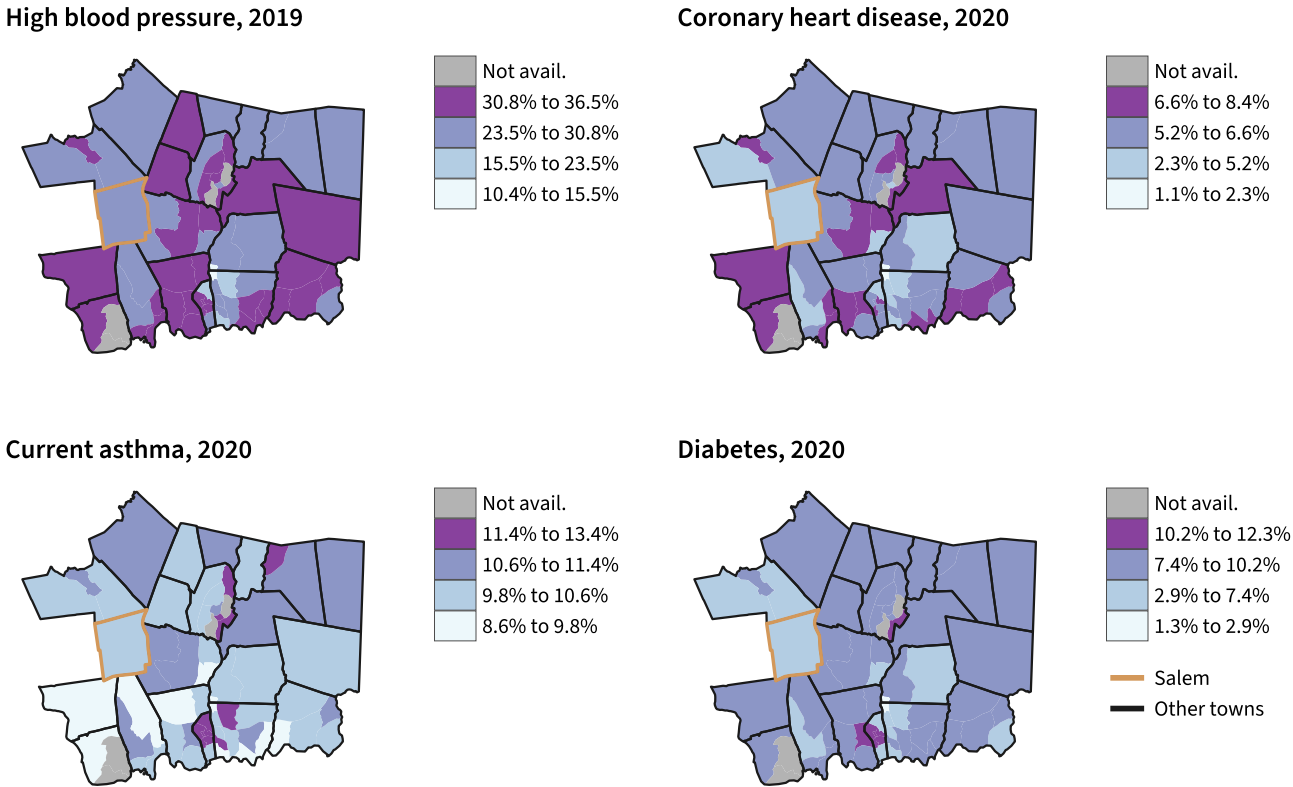 High blood pressure, 2019
Not avail.
30.8% to 36.5%
23.5% to 30.8%
15.5% to 23.5%
10.4% to 15.5%
Coronary heart disease, 2020
Not avail.
6.6% to 8.4%
5.2% to 6.6%
2.3% to 5.2%
1.1% to 2.3%
Current asthma, 2020
Not avail.
11.4% to 13.4%
10.6% to 11.4%
9.8% to 10.6%
8.6% to 9.8%
Diabetes, 2020
Not avail.
10.2% to 12.3%
7.4% to 10.2%
2.9% to 7.4%
1.3% to 2.9%
Salem
Other towns